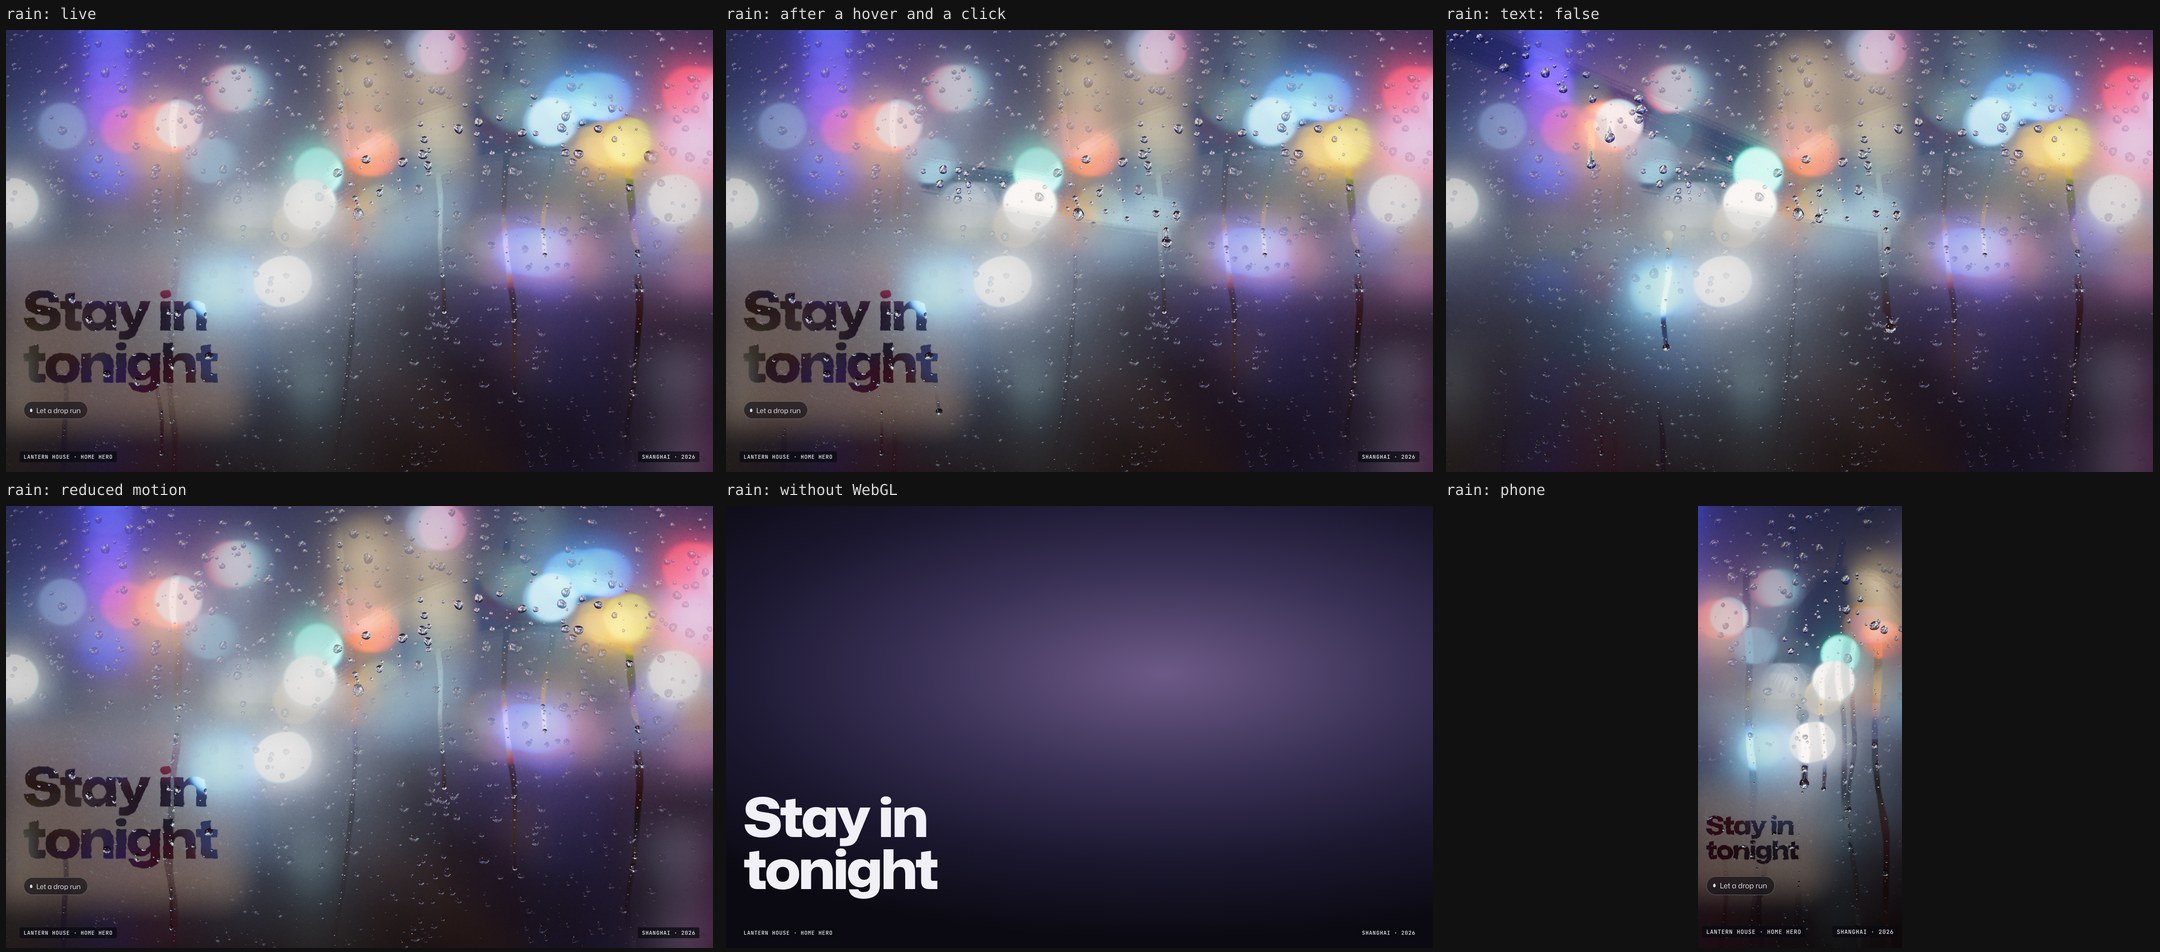 rain: live
Stay in
tonight
Let a drop run
LANTERN HOUSE · HOME HERO
SHANGHAI · 2026
rain: after a hover and a click
Stay in
tonight
Let a drop run
LANTERN HOUSE · HOME HERO
SHANGHAI · 2026
rain: text: false
rain: reduced motion
Stay in
tonight
Let a drop run
LANTERN HOUSE · HOME HERO
SHANGHAI · 2026
rain: without WebGL
Stay in
tonight
LANTERN HOUSE · HOME HERO
SHANGHAI · 2026
rain: phone
Stay in
tonight
Let a drop run
LANTERN HOUSE · HOME HERO
SHANGHAI · 2026